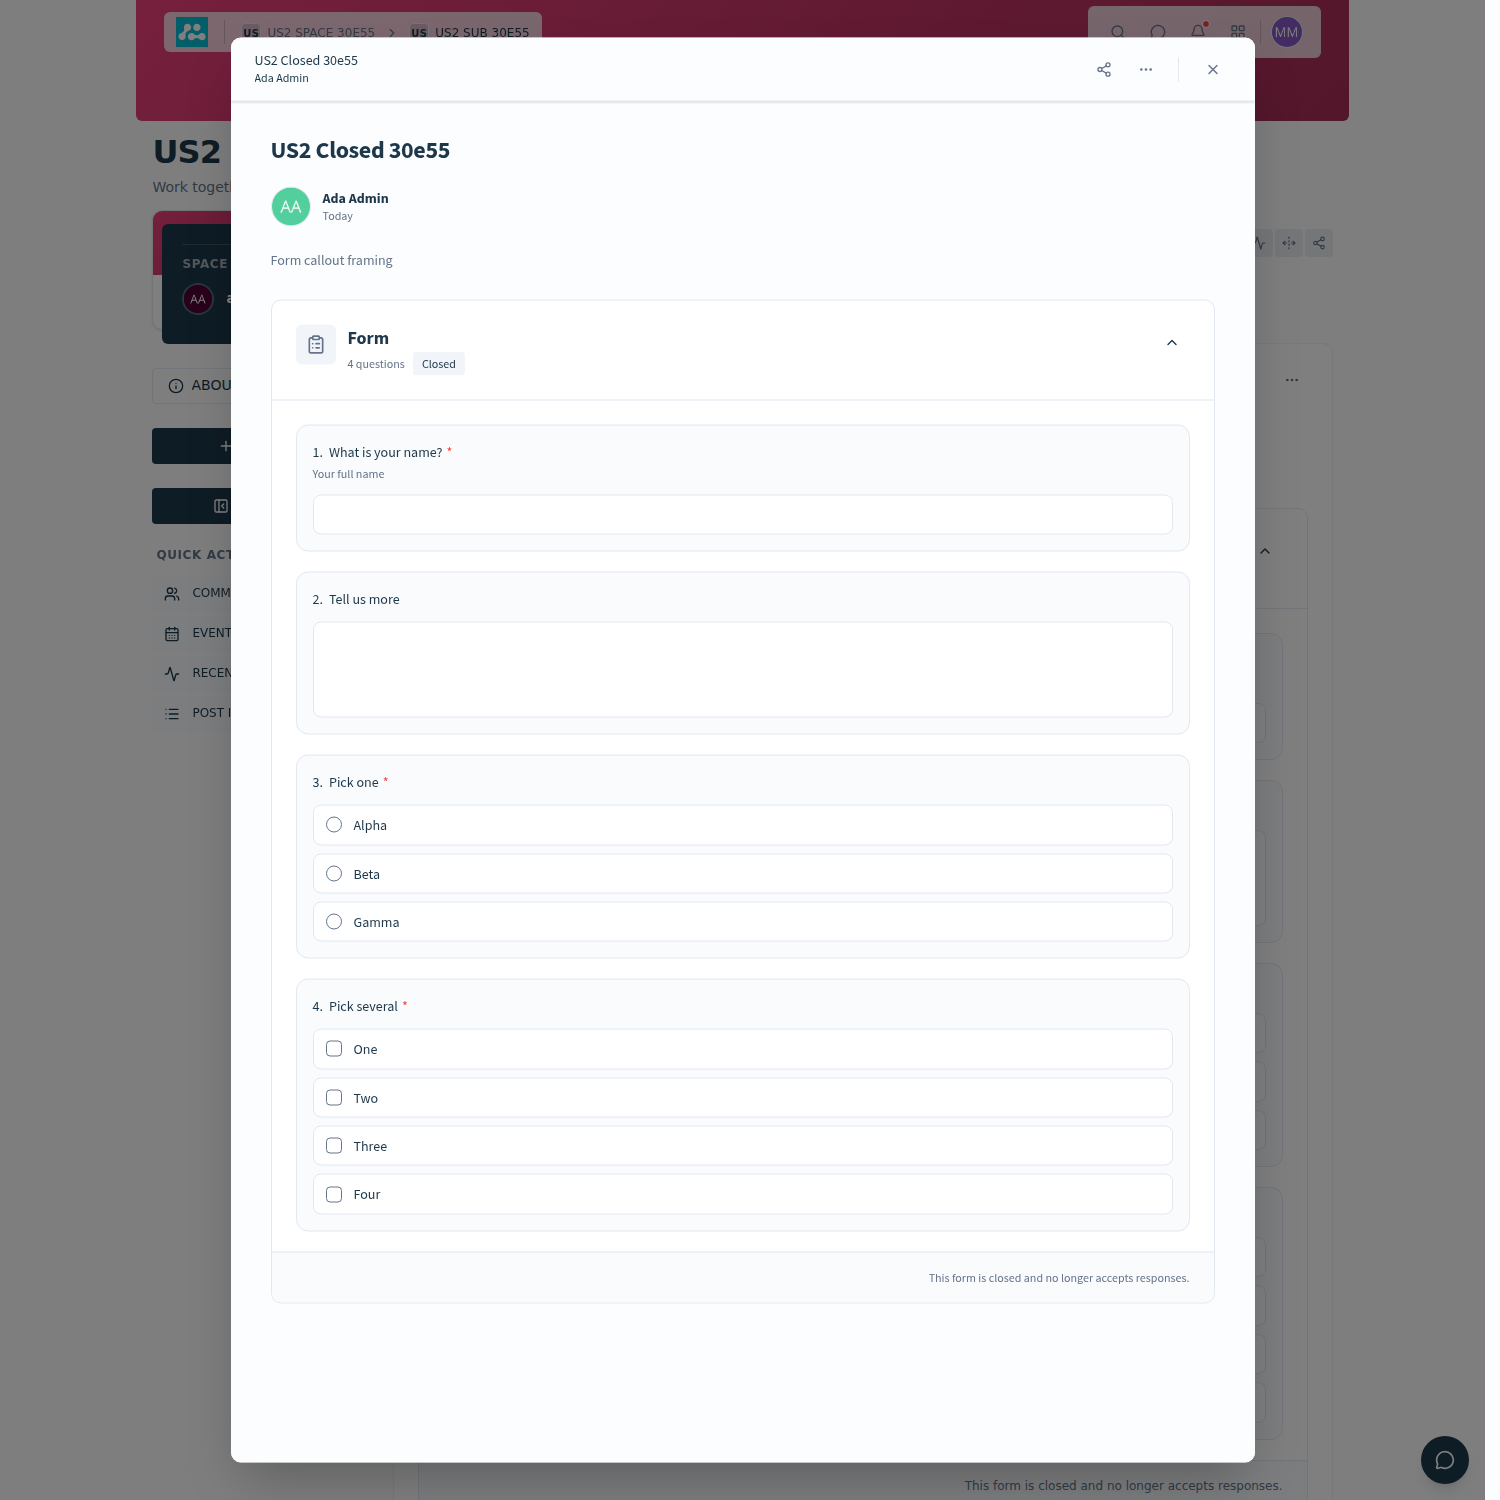 US US2 SPACE 30E55 > US US2 SUB 30E55
MM
US2 Closed 30e55
Ada Admin
US2
US2 Closed 30e55
Work toget
AA Ada Admin
Today
Form callout framing
SPACE
AA
Form
4 questions Closed
ABOU
1. What is your name? *
Your full name
QUICK ACT
COMM
2. Tell us more
EVENT
RECEN
POST I
3. Pick one *
Alpha
Beta
Gamma
4. Pick several *
One
Two
Three
Four
This form is closed and no longer accepts responses.
This form is closed and no longer accepts responses.